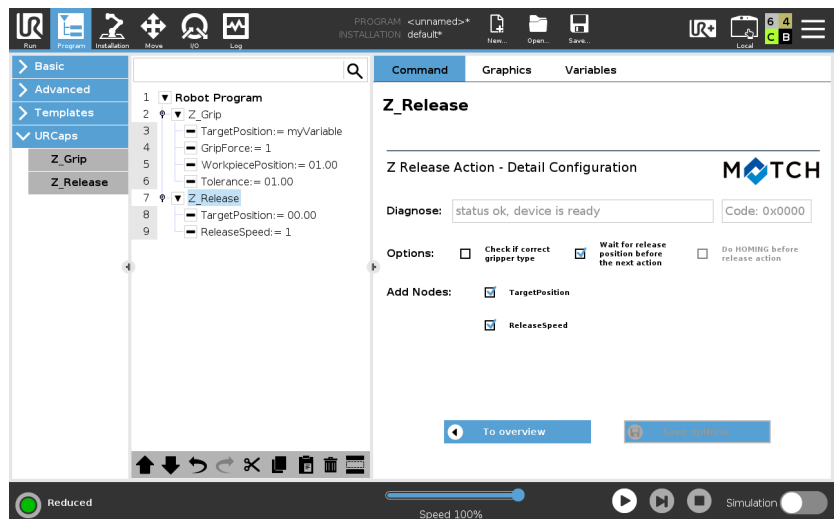 PROGRAM <unnamed>*
INSTALLATION default*
Run
Program
Installation
Move
I/O
Log
New...
Open...
Save...
UR+
Local
6 4
C B
Basic
Advanced
Templates
URCaps
Z_Grip
Z_Release
1 Robot Program
2 Z_Grip
3 TargetPosition:= myVariable
4 GripForce:= 1
5 WorkpiecePosition:= 01.00
6 Tolerance:= 01.00
7 Z_Release
8 TargetPosition:= 00.00
9 ReleaseSpeed:= 1
Command
Graphics
Variables
Z_Release
Z Release Action - Detail Configuration
MATCH
Diagnose:
status ok, device is ready
Code: 0x0000
Options:
Check if correct
gripper type
Wait for release
position before
the next action
Do HOMING before
release action
Add Nodes:
TargetPosition
ReleaseSpeed
To overview
Save options
Reduced
Speed 100%
Simulation